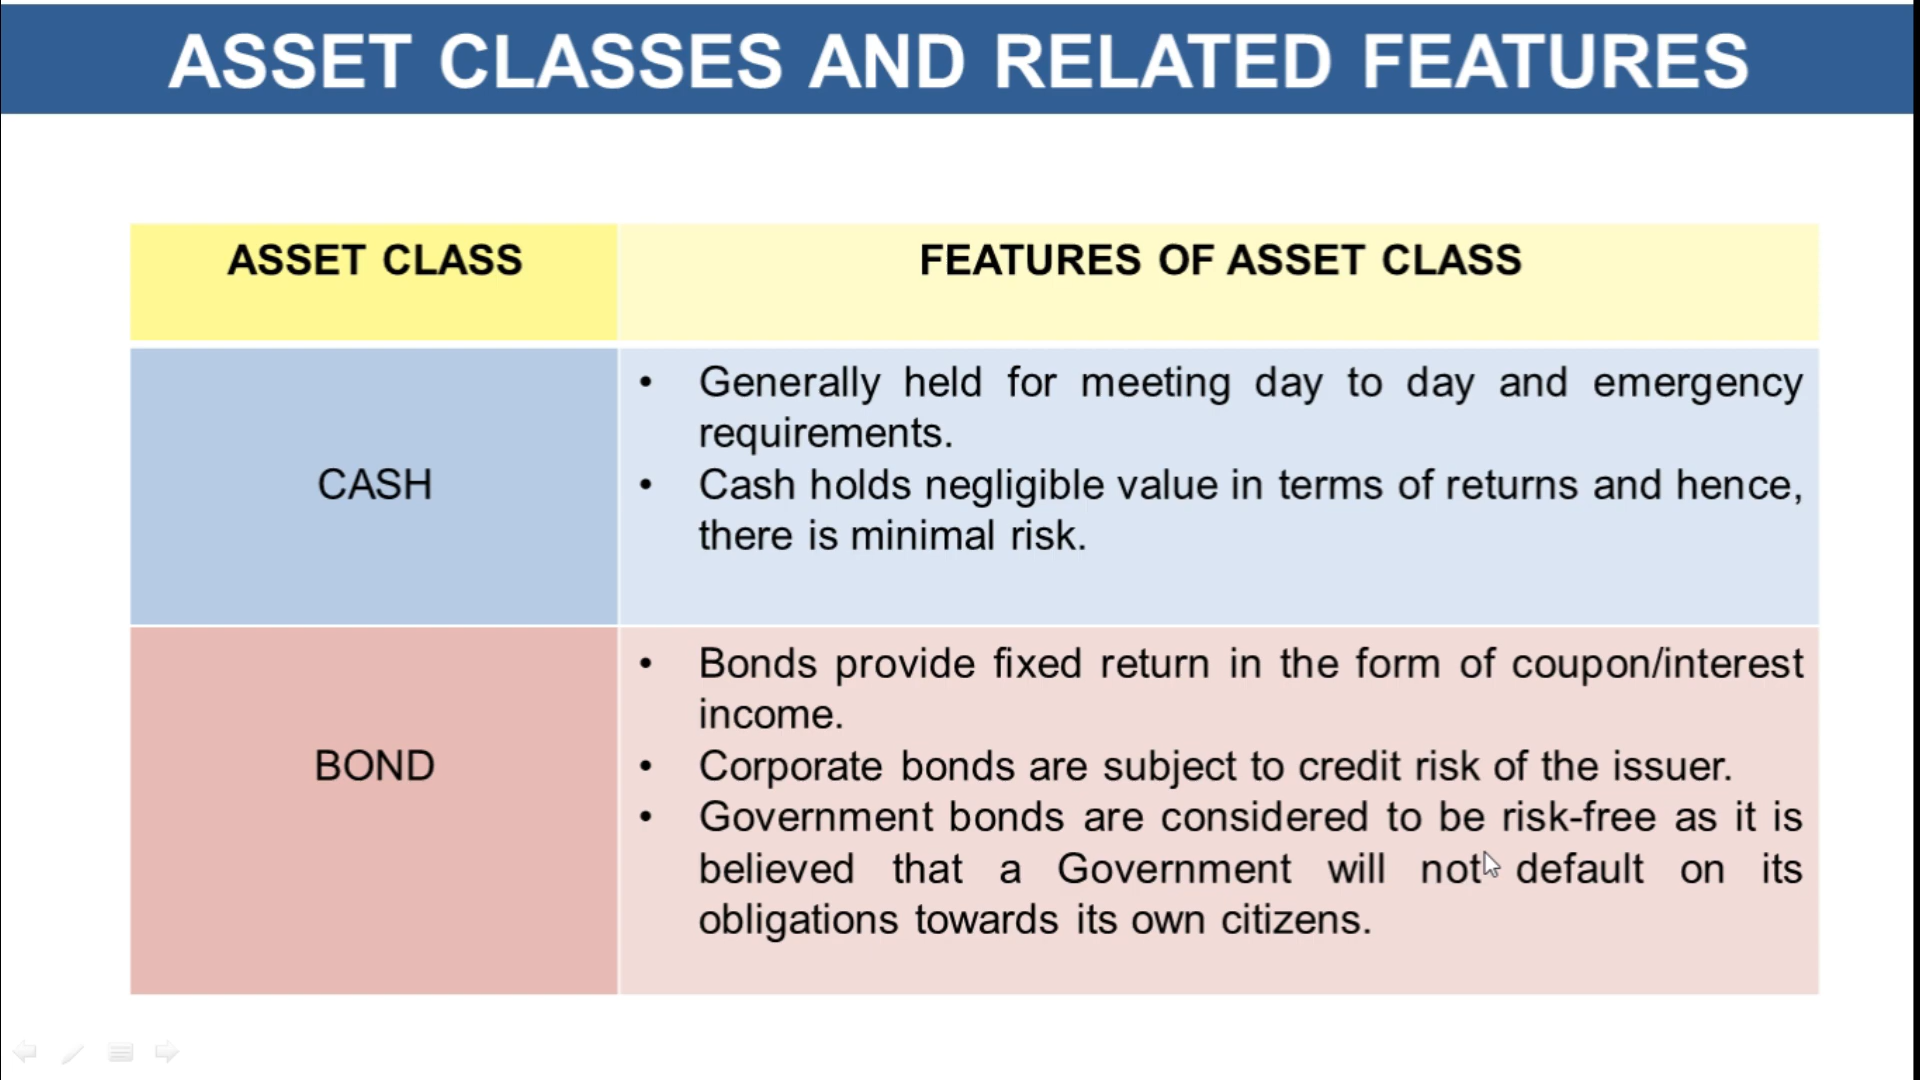 ASSET CLASSES AND RELATED FEATURES
ASSET CLASS
FEATURES OF ASSET CLASS
CASH
• Generally held for meeting day to day and emergency
requirements.
• Cash holds negligible value in terms of returns and hence,
there is minimal risk.
BOND
• Bonds provide fixed return in the form of coupon/interest
income.
• Corporate bonds are subject to credit risk of the issuer.
• Government bonds are considered to be risk-free as it is
believed that a Government will not default on its
obligations towards its own citizens.